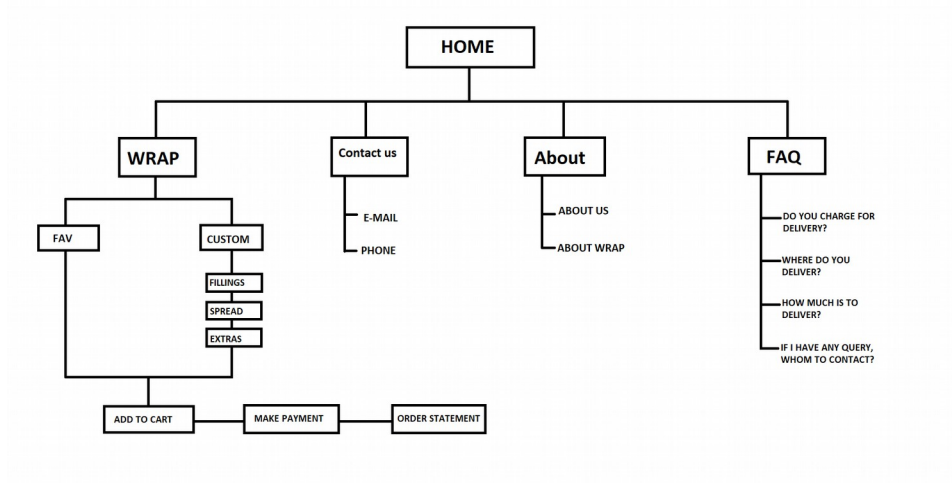 HOME
WRAP
Contact us
About
FAQ
FAV
CUSTOM
FILLINGS
SPREAD
EXTRAS
ADD TO CART
MAKE PAYMENT
ORDER STATEMENT
E-MAIL
PHONE
ABOUT US
ABOUT WRAP
DO YOU CHARGE FOR
DELIVERY?
WHERE DO YOU
DELIVER?
HOW MUCH IS TO
DELIVER?
IF I HAVE ANY QUERY,
WHOM TO CONTACT?